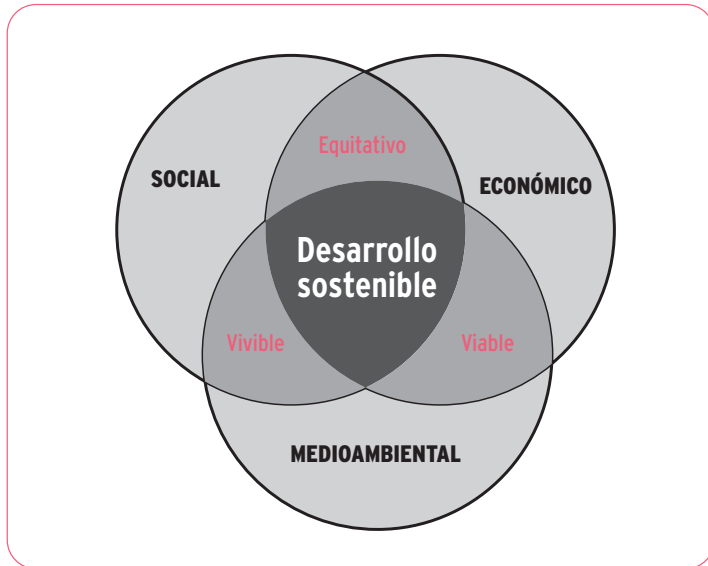 Equitativo
SOCIAL
ECONÓMICO
Desarrollo
sostenible
Vivible
Viable
MEDIOAMBIENTAL